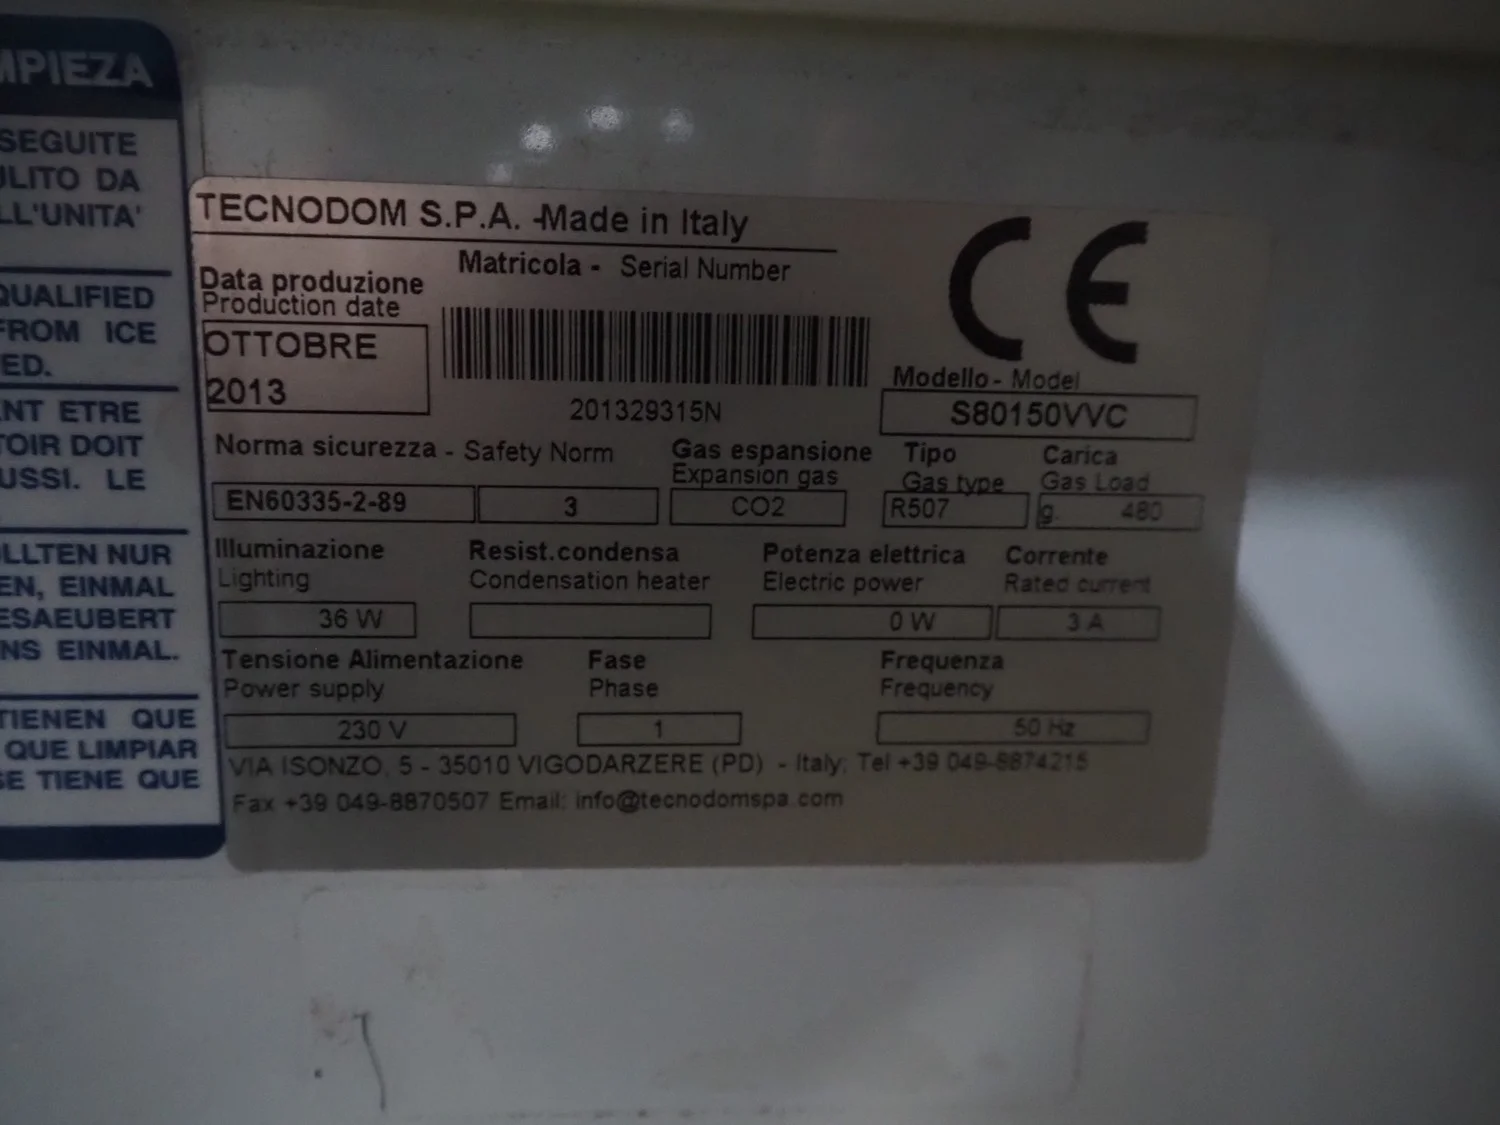 MPIEZA
SEGUITE
ULITO DA
LL'UNITA'
QUALIFIED
FROM ICE
ED.
ENT ETRE
TOIR DOIT
USSI. LE
OLLTEN NUR
EN, EINMAL
ESAEUBERT
NS EINMAL.
TIENEN QUE
QUE LIMPIAR
SE TIENE QUE
TECNODOM S.P.A. -Made in Italy
Matricola - Serial Number
Data produzione
Production date
OTTOBRE
2013
201329315N
CE
Modello - Model
S80150VVC
Norma sicurezza - Safety Norm
EN60335-2-89
3
Gas espansione
Expansion gas
CO2
Tipo
Gas type
R507
Carica
Gas Load
g. 480
Illuminazione
Lighting
36 W
Resist.condensa
Condensation heater
Potenza elettrica
Electric power
0 W
Corrente
Rated current
3 A
Tensione Alimentazione
Power supply
230 V
Fase
Phase
1
Frequenza
Frequency
50 Hz
VIA ISONZO, 5 - 35010 VIGODARZERE (PD) - Italy, Tel +39 049-8874215
Fax +39 049-8870507 Email: info@tecnodomspa.com